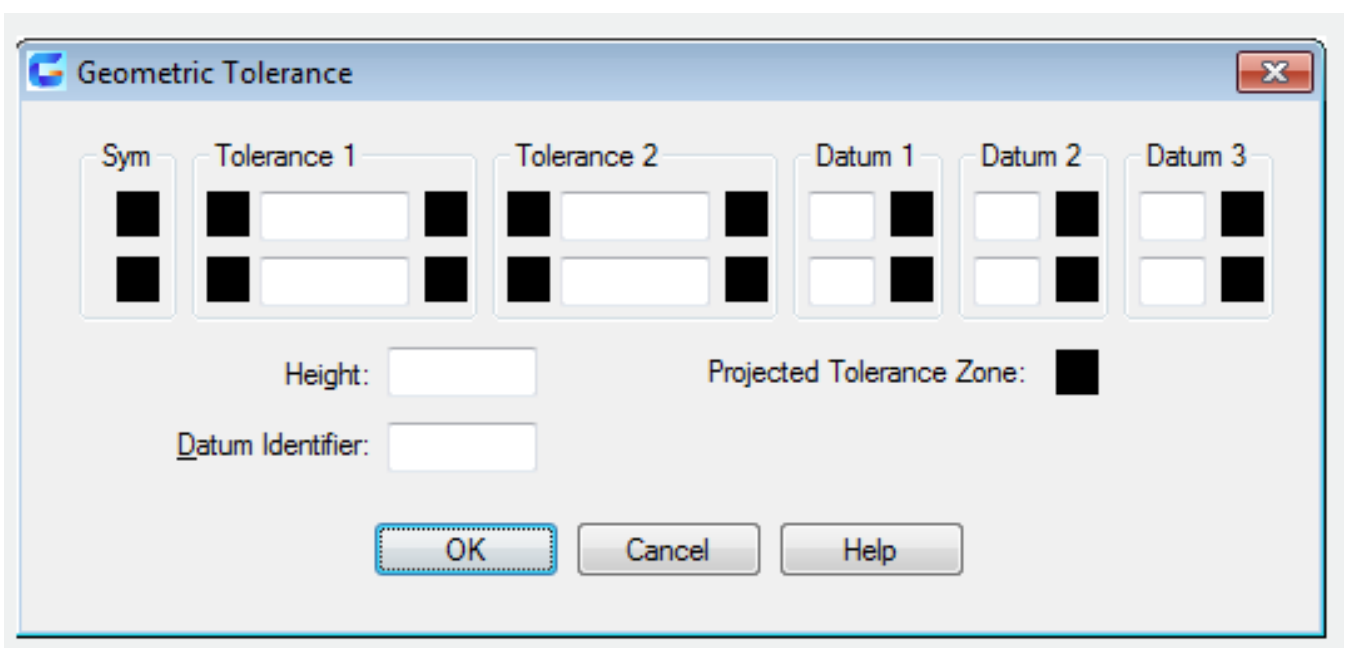 Geometric Tolerance
Sym Tolerance 1 Tolerance 2 Datum 1 Datum 2 Datum 3
Height: Projected Tolerance Zone:
Datum Identifier:
OK Cancel Help